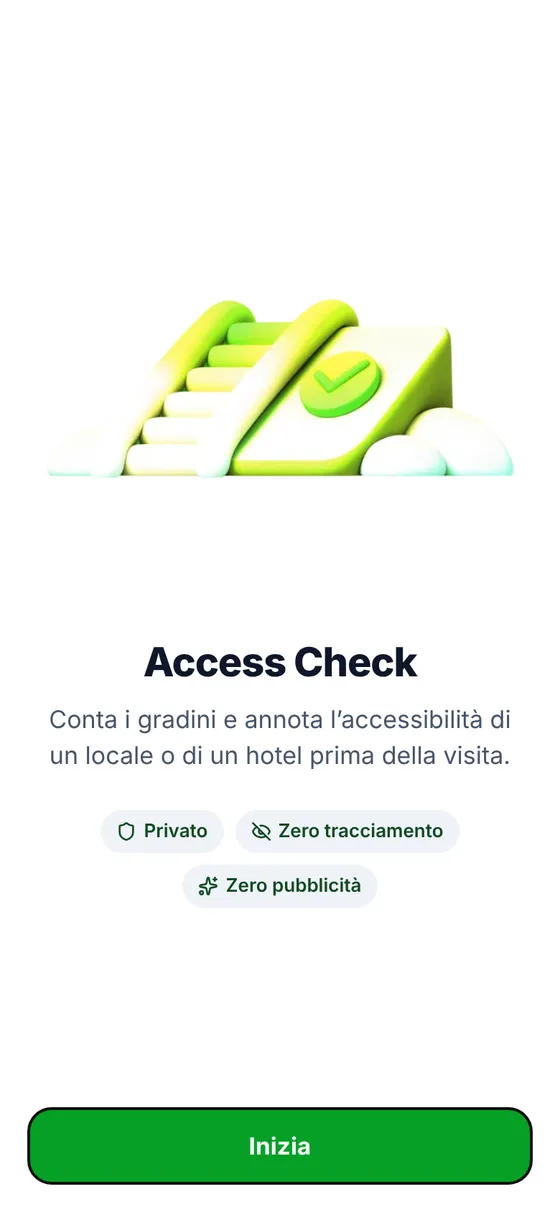 Access Check
Conta i gradini e annota l’accessibilità di
un locale o di un hotel prima della visita.
Privato
Zero tracciamento
Zero pubblicità
Inizia